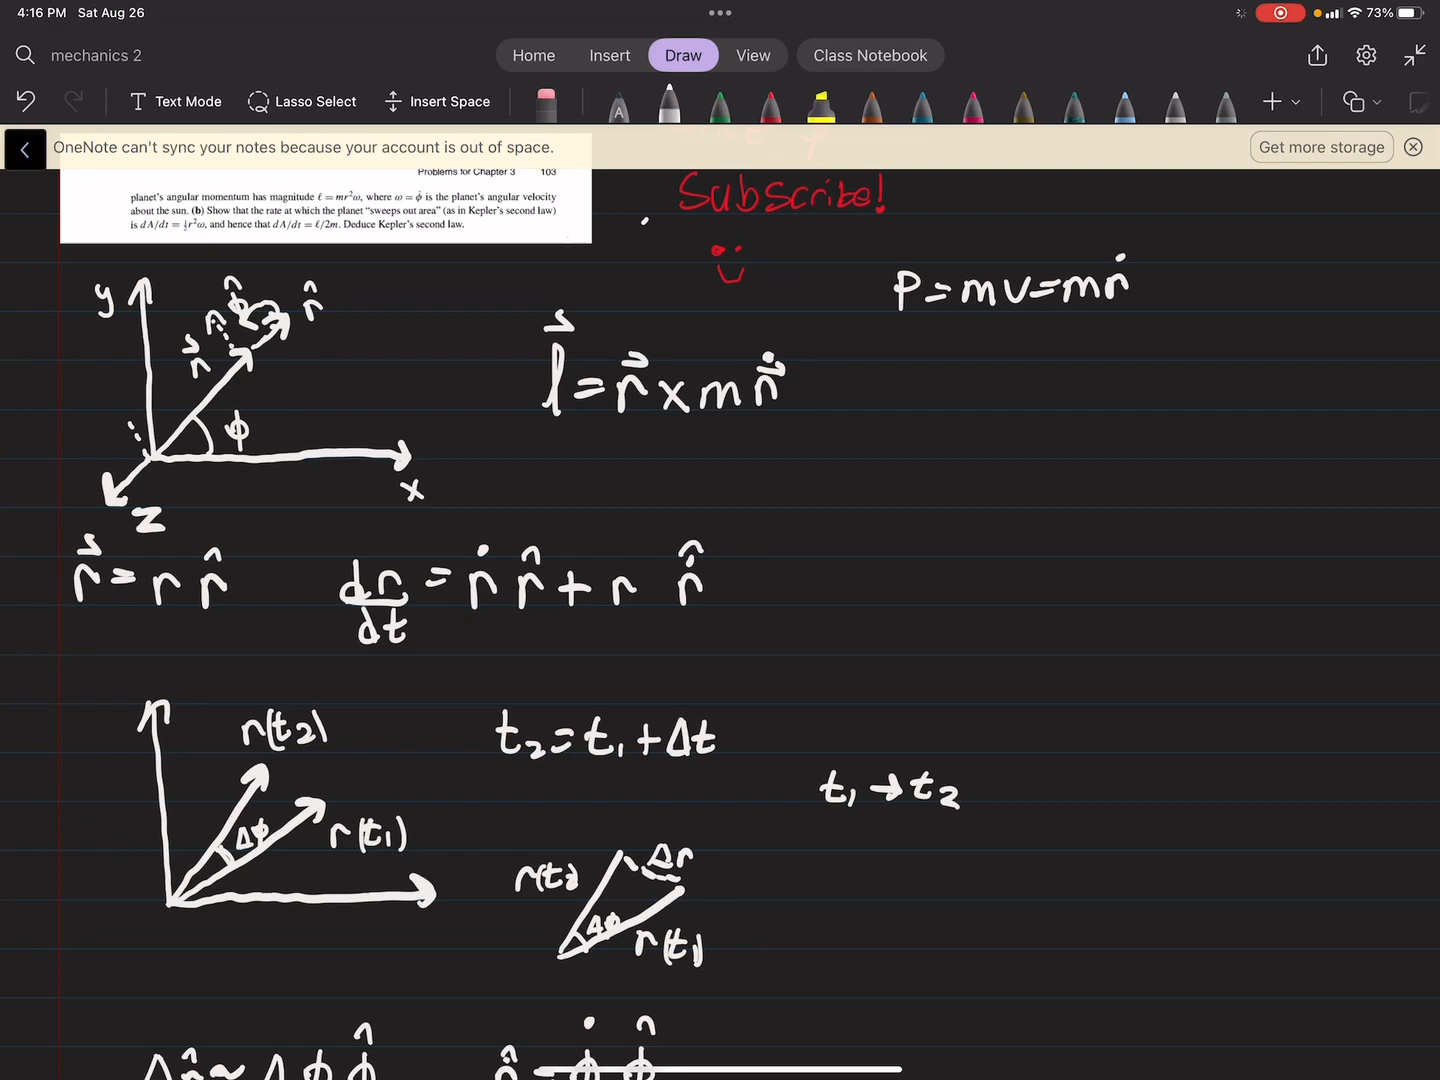 4:16 PM Sat Aug 26
73%
mechanics 2
Home Insert Draw View Class Notebook
Text Mode Lasso Select Insert Space
A
OneNote can't sync your notes because your account is out of space.
Get more storage
Problems for Chapter 3 103
planet's angular momentum has magnitude ℓ = mr²ω, where ω = φ̇ is the planet's angular velocity
about the sun. (b) Show that the rate at which the planet "sweeps out area" (as in Kepler's second law)
is dA/dt = ½r²ω, and hence that dA/dt = ℓ/2m. Deduce Kepler's second law.
Subscribe!
P = mv = mṙ
y
φ̂
r̂
r⃗
φ
x
z
l⃗ = r⃗ x m r⃗̇
r⃗ = r r̂
dr/dt = ṙ r̂ + r r̂̇
r(t2)
Δφ
r(t1)
t2 = t1 + Δt
t1 → t2
r(t2
Δr
Δφ
r(t1)
Δr̂ ≈ Δφ φ̂
r̂̇ = φ̇ φ̂